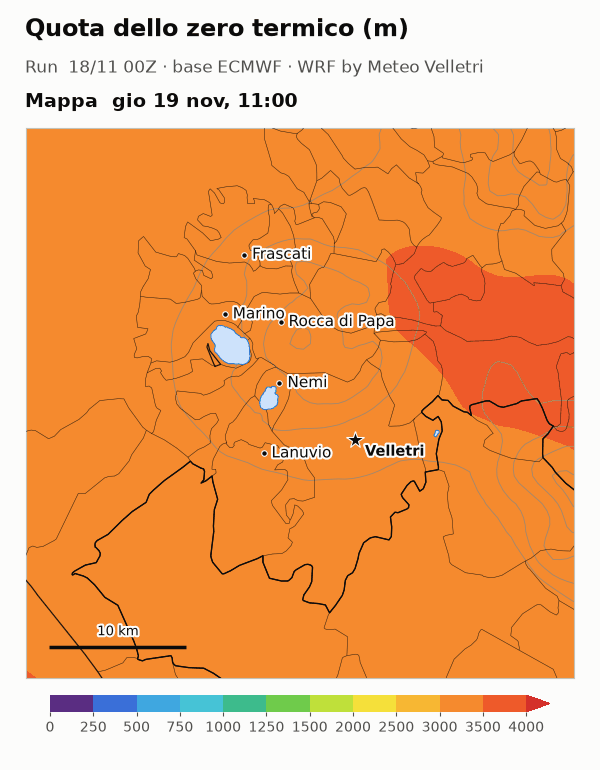 Quota dello zero termico (m)
Run  18/11 00Z · base ECMWF · WRF by Meteo Velletri
Mappa  gio 19 nov, 11:00
Frascati
Marino
Rocca di Papa
Nemi
Velletri
Lanuvio
10 km
0 250 500 750 1000 1250 1500 2000 2500 3000 3500 4000